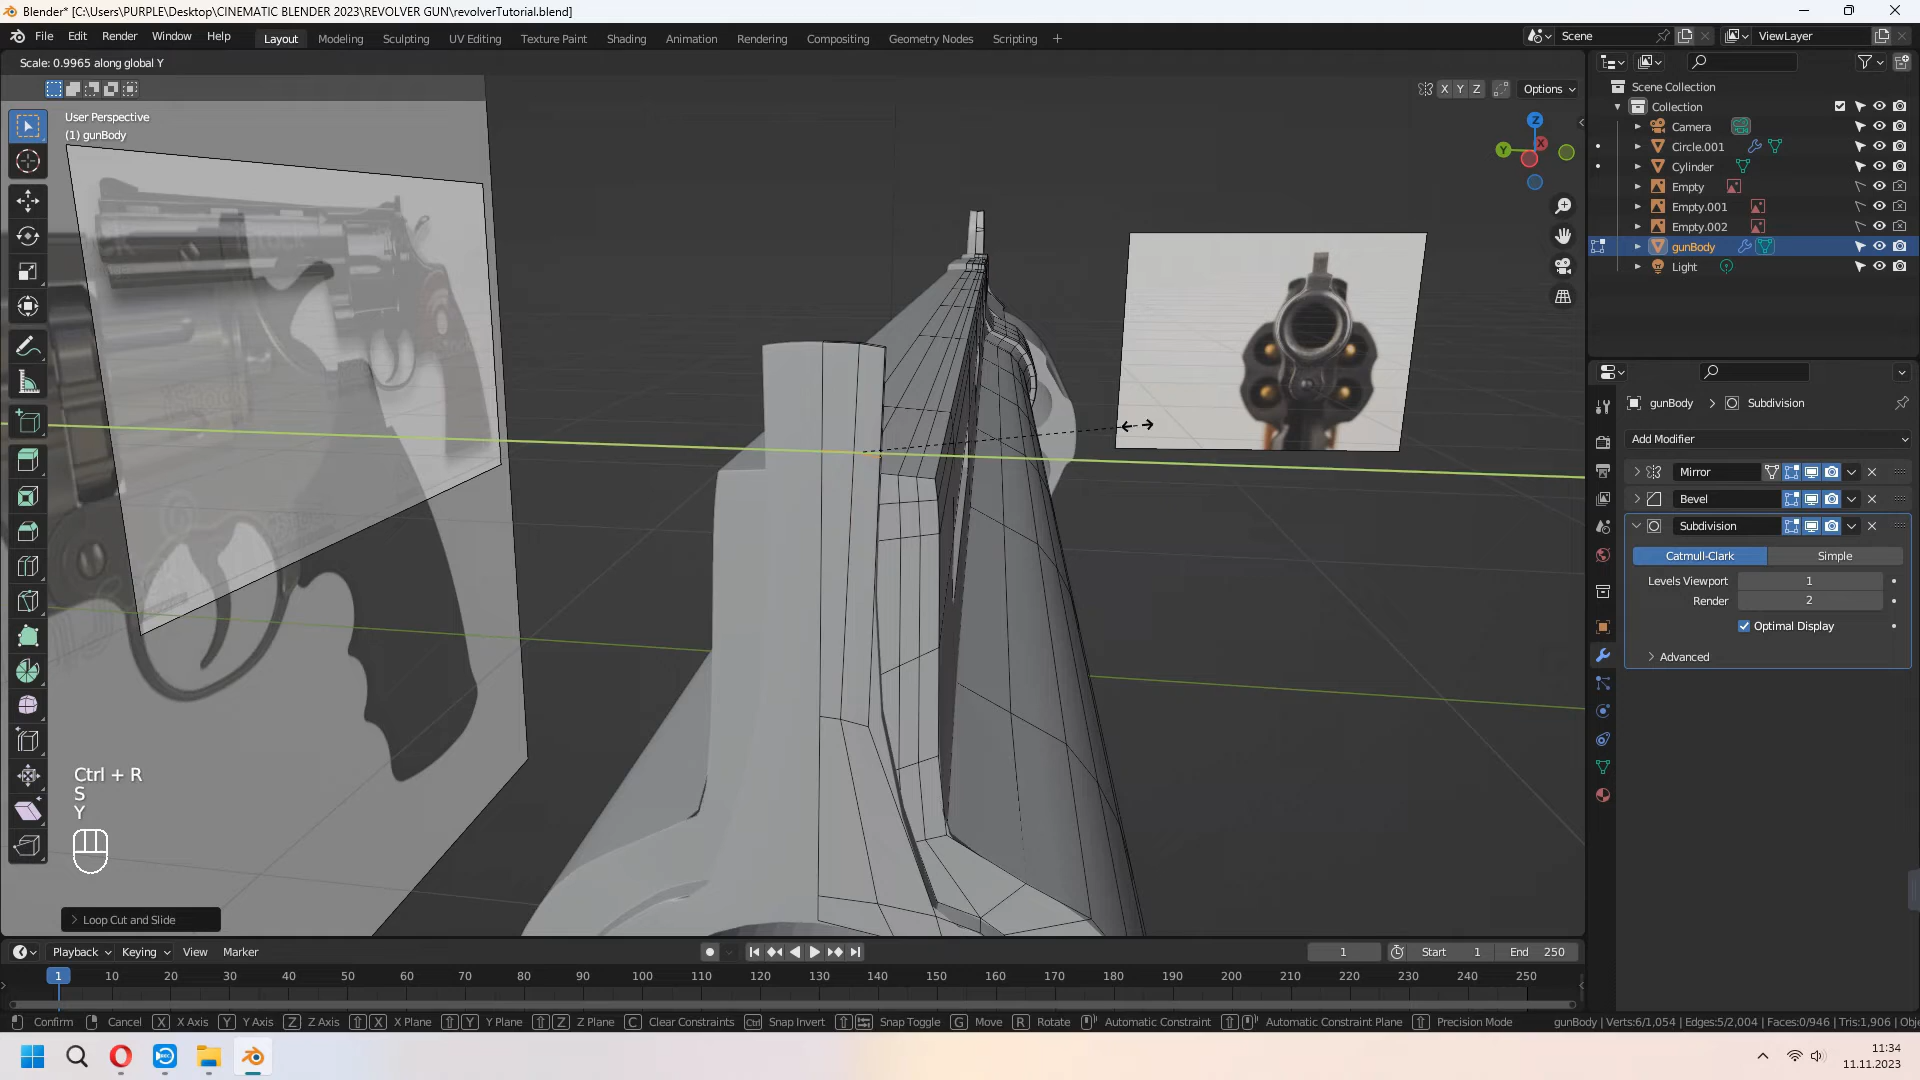 Blender* [C:\Users\PURPLE\Desktop\CINEMATIC BLENDER 2023\REVOLVER GUN\revolverTutorial.blend]
File Edit Render Window Help Layout Modeling Sculpting UV Editing Texture Paint Shading Animation Rendering Compositing Geometry Nodes Scripting + Scene ViewLayer
Scale: 0.9965 along global Y
X Y Z Options
User Perspective
(1) gunBody
Z
X
Y
Scene Collection
Collection
Camera
Circle.001
Cylinder
Empty
Empty.001
Empty.002
gunBody
Light
gunBody > Subdivision
Add Modifier
Mirror
Bevel
Subdivision
Catmull-Clark Simple
Levels Viewport 1
Render 2
Optimal Display
Advanced
Ctrl + R
S
Y
Loop Cut and Slide
Playback Keying View Marker 1 Start 1 End 250
1 10 20 30 40 50 60 70 80 90 100 110 120 130 140 150 160 170 180 190 200 210 220 230 240 250
Confirm Cancel X X Axis Y Y Axis Z Z Axis X X Plane Y Y Plane Z Z Plane C Clear Constraints Ctrl Snap Invert Snap Toggle G Move R Rotate Automatic Constraint Automatic Constraint Plane Precision Mode gunBody | Verts:6/1,054 | Edges:5/2,004 | Faces:0/946 | Tris:1,906 | Obj
11:34
11.11.2023